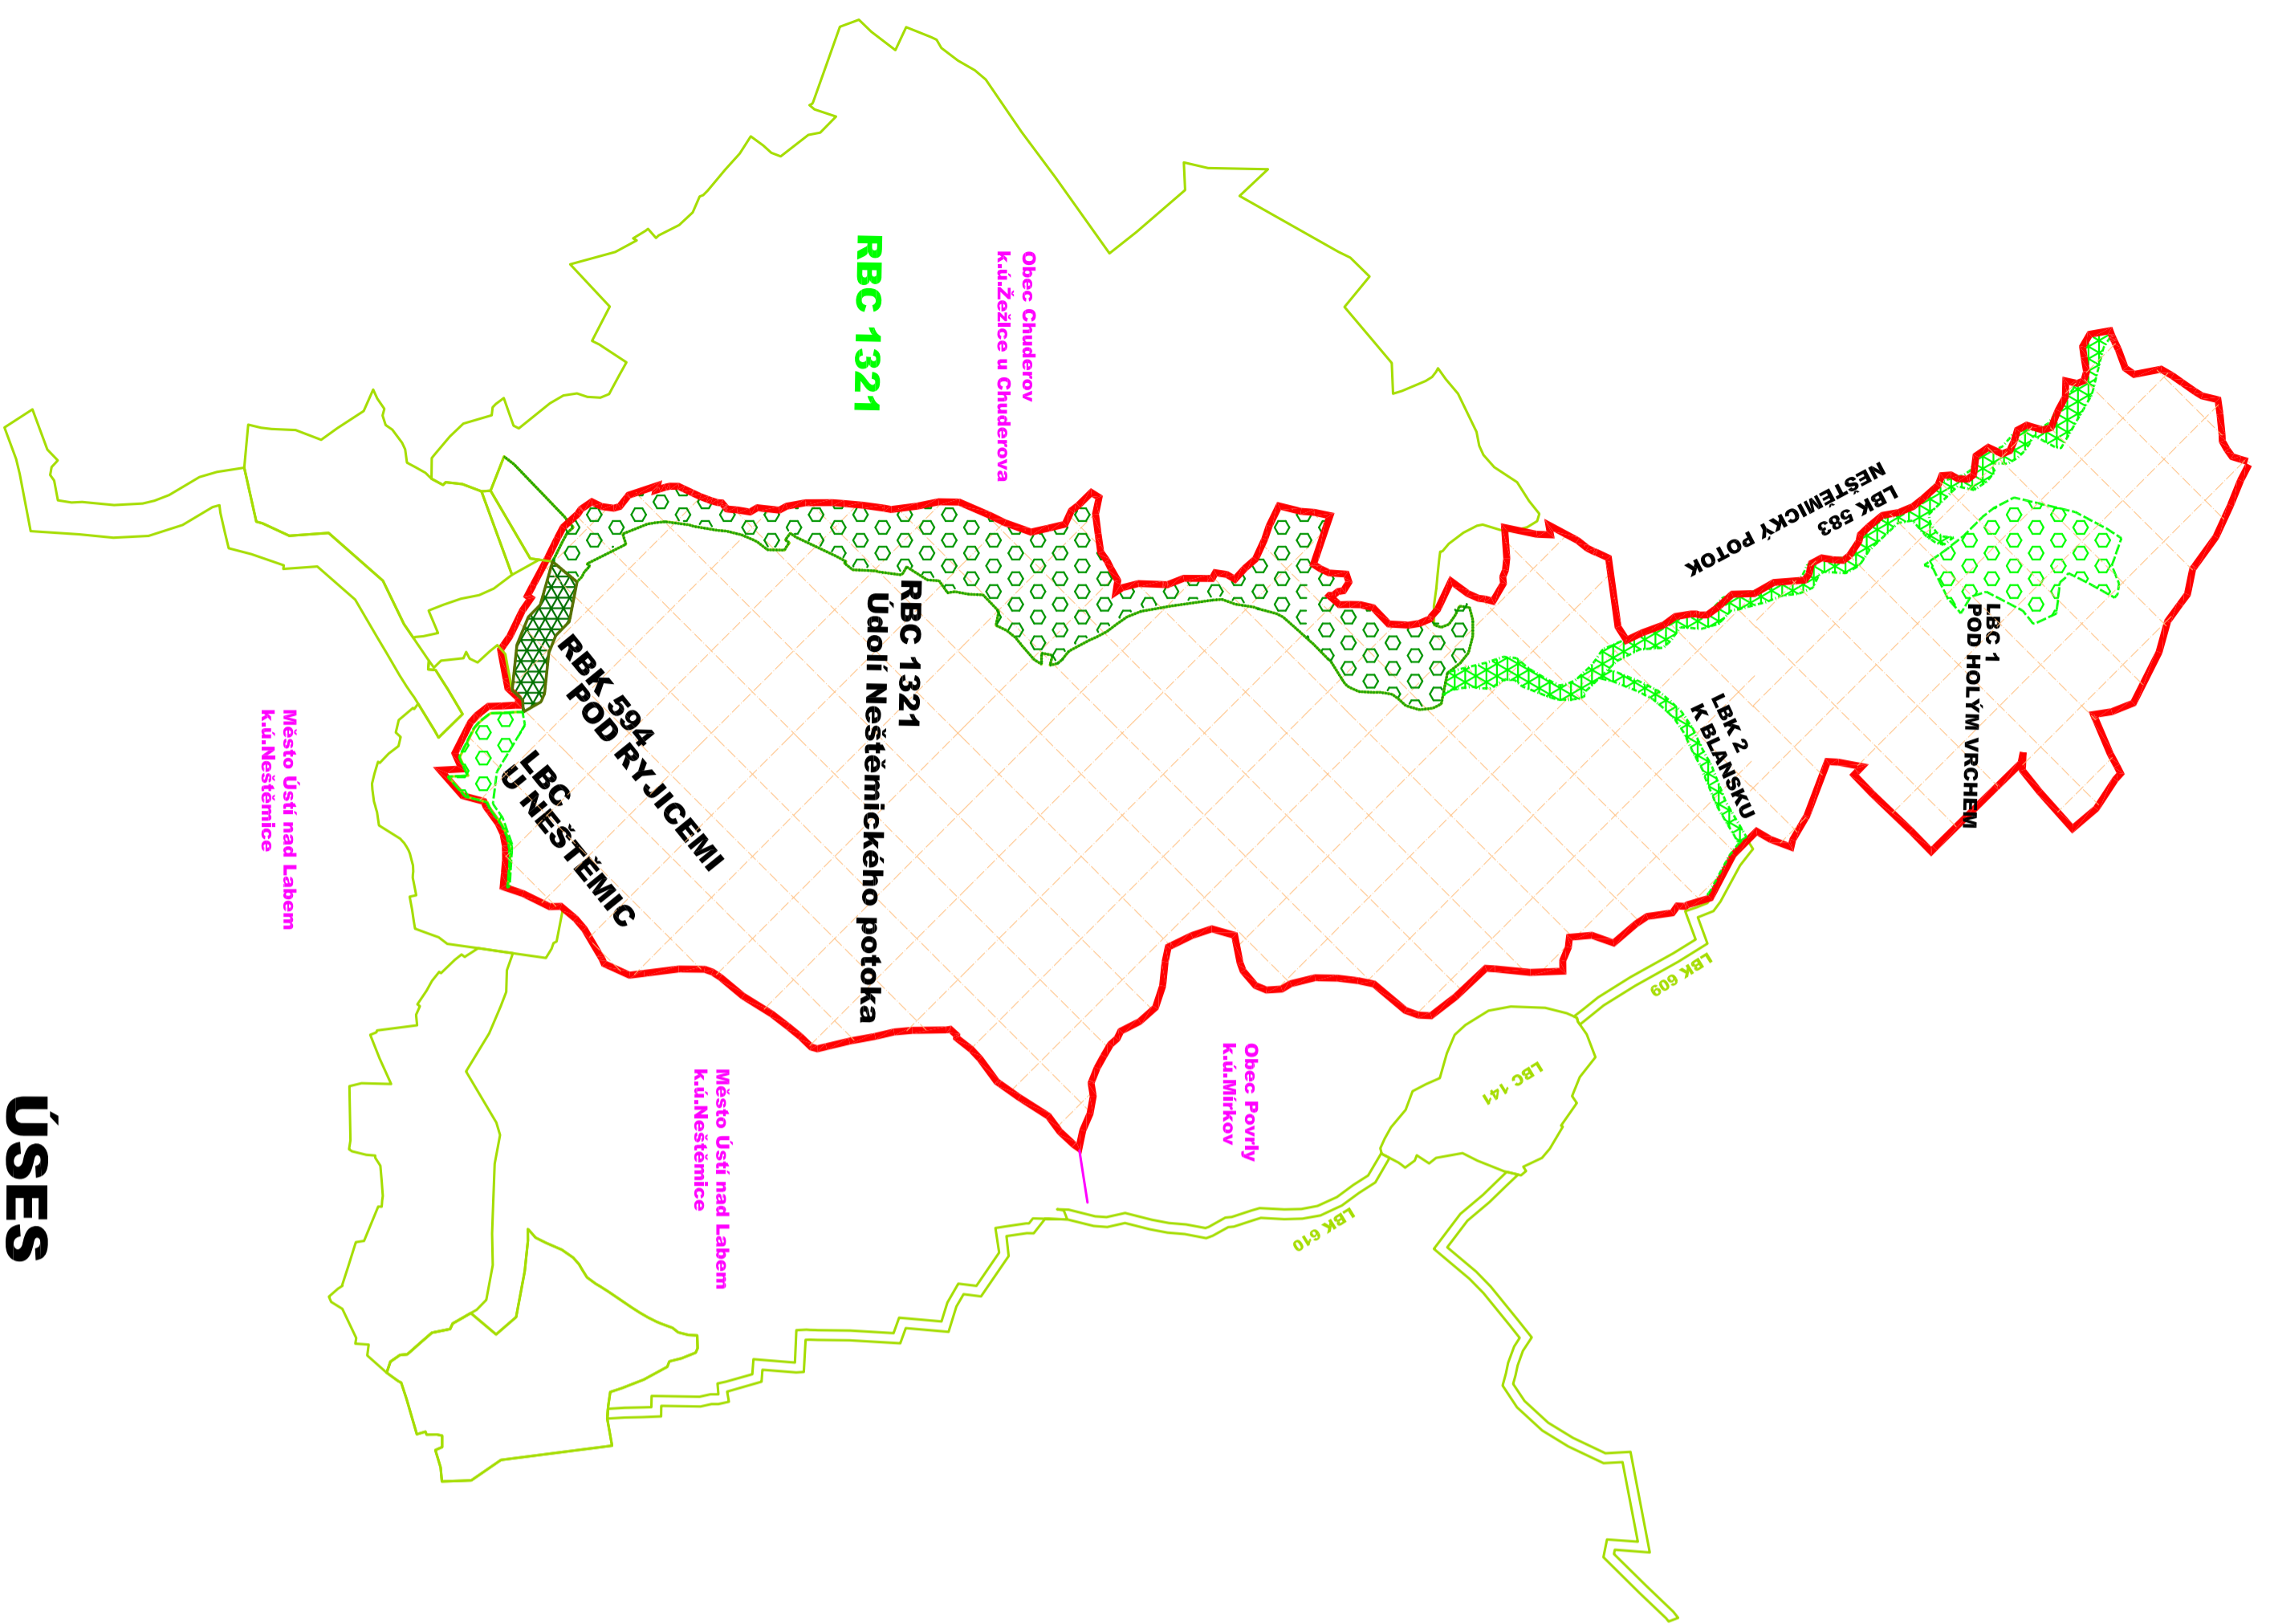 ÚSES
LBC 1
POD HOLÝM VRCHEM
LBK 583
NEŠTĚMICKÝ POTOK
LBK 2
K BLANSKU
LBK 609
LBC 141
LBK 610
Obec Povrly
k.ú.Mírkov
Obec Chuderov
k.ú.Žežice u Chuderova
RBC 1321
RBC 1321
Údolí Neštěmického potoka
Město Ústí nad Labem
k.ú.Neštěmice
RBK 594
POD RYJICEMI
LBC
U NEŠTĚMIC
Město Ústí nad Labem
k.ú.Neštěmice